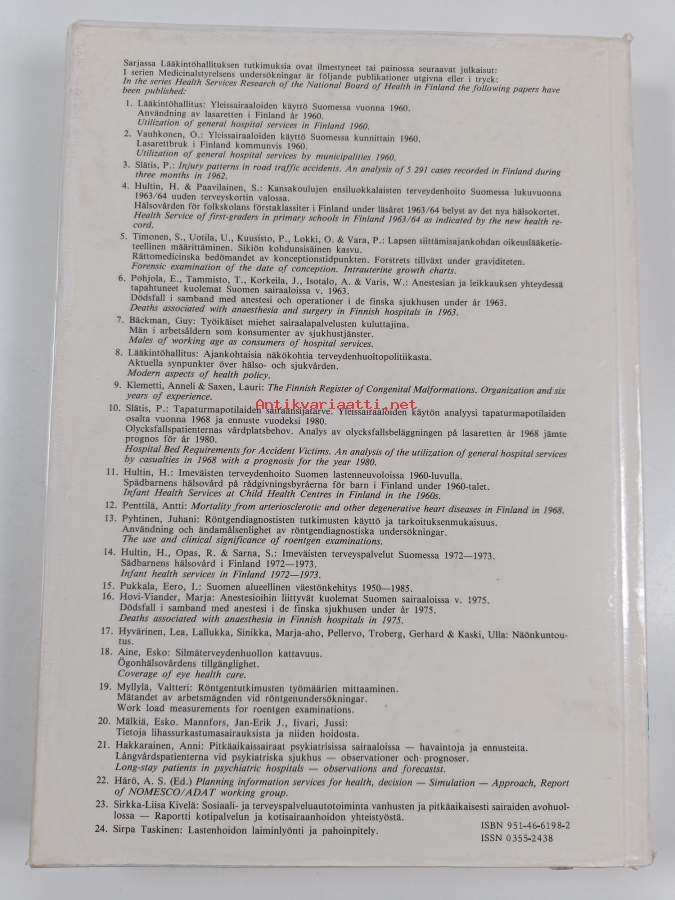 Sarjassa Lääkintöhallituksen tutkimuksia ovat ilmestyneet tai painossa seuraavat julkaisut:
I serien Medicinalstyrelsens undersökningar är följande publikationer utgivna eller i tryck:
In the series Health Services Research of the National Board of Health in Finland the following papers have
been published:
1. Lääkintöhallitus: Yleissairaaloiden käyttö Suomessa vuonna 1960.
Användning av lasaretten i Finland år 1960.
Utilization of general hospital services in Finland 1960.
2. Vauhkonen, O.: Yleissairaaloiden käyttö Suomessa kunnittain 1960.
Lasarettbruk i Finland kommunvis 1960.
Utilization of general hospital services by municipalities 1960.
3. Slätis, P.: Injury patterns in road traffic accidents. An analysis of 5 291 cases recorded in Finland during
three months in 1962.
4. Hultin, H. & Paavilainen, S.: Kansakoulujen ensiluokkalaisten terveydenhoito Suomessa lukuvuonna
1963/64 uuden terveyskortin valossa.
Hälsovården för folkskolans förstaklassiter i Finland under läsåret 1963/64 belyst av det nya hälsokortet.
Health Service of first-graders in primary schools in Finland 1963/64 as indicated by the new health re-
cord.
5. Timonen, S., Uotila, U., Kuusisto, P., Lokki, O. & Vara, P.: Lapsen siittämisajankohdan oikeuslääketie-
teellinen määrittäminen. Sikiön kohdunsisäinen kasvu.
Rättomedicinska bedömandet av konceptionstidpunkten. Forstrets tillväxt under graviditeten.
Forensic examination of the date of conception. Intrauterine growth charts.
6. Pohjola, E., Tammisto, T., Korkeila, J., Isotalo, A. & Varis, W.: Anestesian ja leikkauksen yhteydessä
tapahtuneet kuolemat Suomen sairaaloissa v. 1963.
Dödsfall i samband med anestesi och operationer i de finska sjukhusen under år 1963.
Deaths associated with anaesthesia and surgery in Finnish hospitals in 1963.
7. Bäckman, Guy: Työikäiset miehet sairaalapalvelusten kuluttajina.
Män i arbetsåldern som konsumenter av sjukhustjänster.
Males of working age as consumers of hospital services.
8. Lääkintöhallitus: Ajankohtaisia näkökohtia terveydenhuoltopolitiikasta.
Aktuella synpunkter över hälso- och sjukvården.
Modern aspects of health policy.
9. Klemetti, Anneli & Saxen, Lauri: The Finnish Register of Congenital Malformations. Organization and six
years of experience.
Antikvariaatti.net
10. Slätis, P.: Tapaturmapotilaiden sairaansijatarve. Yleissairaaloiden käytön analyysi tapaturmapotilaiden
osalta vuonna 1968 ja ennuste vuodeksi 1980.
Olycksfallspatienternas vårdplatsbehov. Analys av olycksfallsbeläggningen på lasaretten år 1968 jämte
prognos för år 1980.
Hospital Bed Requirements for Accident Victims. An analysis of the utilization of general hospital services
by casualties in 1968 with a prognosis for the year 1980.
11. Hultin, H.: Imeväisten terveydenhoito Suomen lastenneuvoloissa 1960-luvulla.
Spädbarnens hälsovård på rådgivningsbyråerna för barn i Finland under 1960-talet.
Infant Health Services at Child Health Centres in Finland in the 1960s.
12. Penttilä, Antti: Mortality from arteriosclerotic and other degenerative heart diseases in Finland in 1968.
13. Pyhtinen, Juhani: Röntgendiagnostisten tutkimusten käyttö ja tarkoituksenmukaisuus.
Användning och ändamålsenlighet av röntgendiagnostiska undersökningar.
The use and clinical significance of roentgen examinations.
14. Hultin, H., Opas, R. & Sarna, S.: Imeväisten terveyspalvelut Suomessa 1972—1973.
Sädbarnens hälsovård i Finland 1972—1973.
Infant health services in Finland 1972—1973.
15. Pukkala, Eero, I.: Suomen alueellinen väestönkehitys 1950—1985.
16. Hovi-Viander, Marja: Anestesioihin liittyvät kuolemat Suomen sairaaloissa v. 1975.
Dödsfall i samband med anestesi i de finska sjukhusen under år 1975.
Deaths associated with anaesthesia in Finnish hospitals in 1975.
17. Hyvärinen, Lea, Lallukka, Sinikka, Marja-aho, Pellervo, Troberg, Gerhard & Kaski, Ulla: Näönkuntou-
tus.
18. Aine, Esko: Silmäterveydenhuollon kattavuus.
Ögonhälsovårdens tillgänglighet.
Coverage of eye health care.
19. Myllylä, Valtteri: Röntgentutkimusten työmäärien mittaaminen.
Mätandet av arbetsmägnden vid röntgenundersökningar.
Work load measurements for roentgen examinations.
20. Mälkiä, Esko. Mannfors, Jan-Erik J., Iivari, Jussi:
Tietoja lihassurkastumasairauksista ja niiden hoidosta.
21. Hakkarainen, Anni: Pitkäaikaissairaat psykiatrisissa sairaaloissa — havaintoja ja ennusteita.
Långvårdspatienterna vid psykiatriska sjukhus — observationer och prognoser.
Long-stay patients in psychiatric hospitals — observations and forecastst.
22. Härö, A. S. (Ed.) Planning information services for health, decision — Simulation — Approach, Report
of NOMESCO/ADAT working group.
23. Sirkka-Liisa Kivelä: Sosiaali- ja terveyspalveluautotoiminta vanhusten ja pitkäaikaisesti sairaiden avohuol-
lossa — Raportti kotipalvelun ja kotisairaanhoidon yhteistyöstä.
24. Sirpa Taskinen: Lastenhoidon laiminlyönti ja pahoinpitely.
ISBN 951-46-6198-2
ISSN 0355-2438